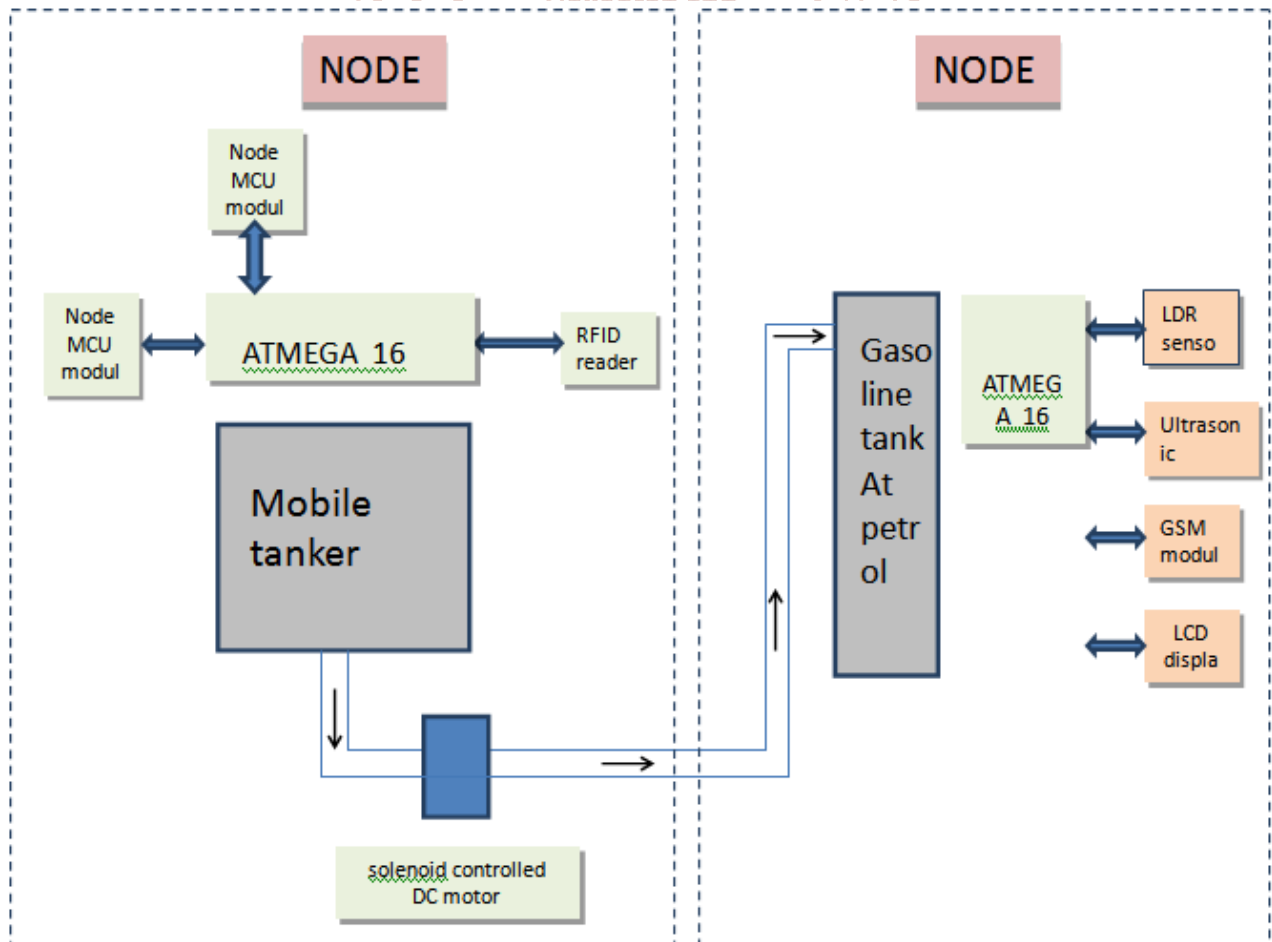 NODE
NODE
Node
MCU
modul
Node
MCU
modul
ATMEGA 16
RFID
reader
Mobile
tanker
solenoid controlled
DC motor
Gaso
line
tank
At
petr
ol
ATMEG
A 16
LDR
senso
Ultrason
ic
GSM
modul
LCD
displa